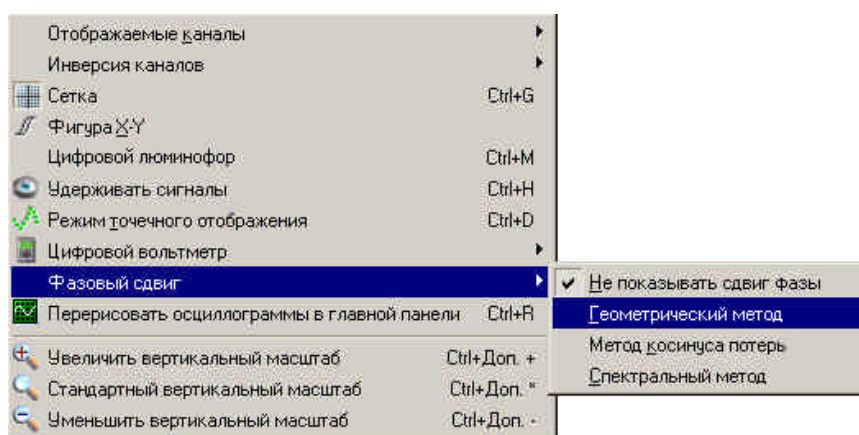 Отображаемые каналы
Инверсия каналов
Сетка Ctrl+G
Фигура X-Y
Цифровой люминофор Ctrl+M
Удерживать сигналы Ctrl+H
Режим точечного отображения Ctrl+D
Цифровой вольтметр
Фазовый сдвиг
Не показывать сдвиг фазы
Геометрический метод
Метод косинуса потерь
Спектральный метод
Перерисовать осциллограммы в главной панели Ctrl+R
Увеличить вертикальный масштаб Ctrl+Доп. +
Стандартный вертикальный масштаб Ctrl+Доп. *
Уменьшить вертикальный масштаб Ctrl+Доп. -